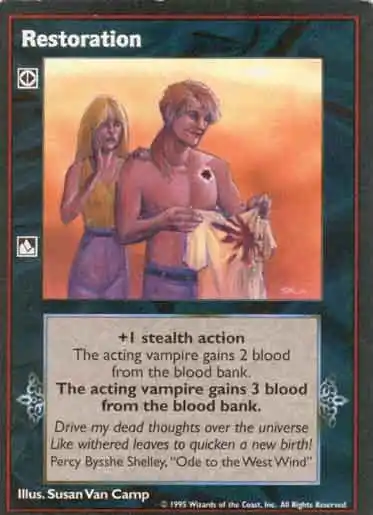 Restoration
+1 stealth action
The acting vampire gains 2 blood
from the blood bank.
The acting vampire gains 3 blood
from the blood bank.
Drive my dead thoughts over the universe
Like withered leaves to quicken a new birth!
Percy Bysshe Shelley, "Ode to the West Wind"
Illus. Susan Van Camp
© 1995 Wizards of the Coast, Inc. All Rights Reserved.